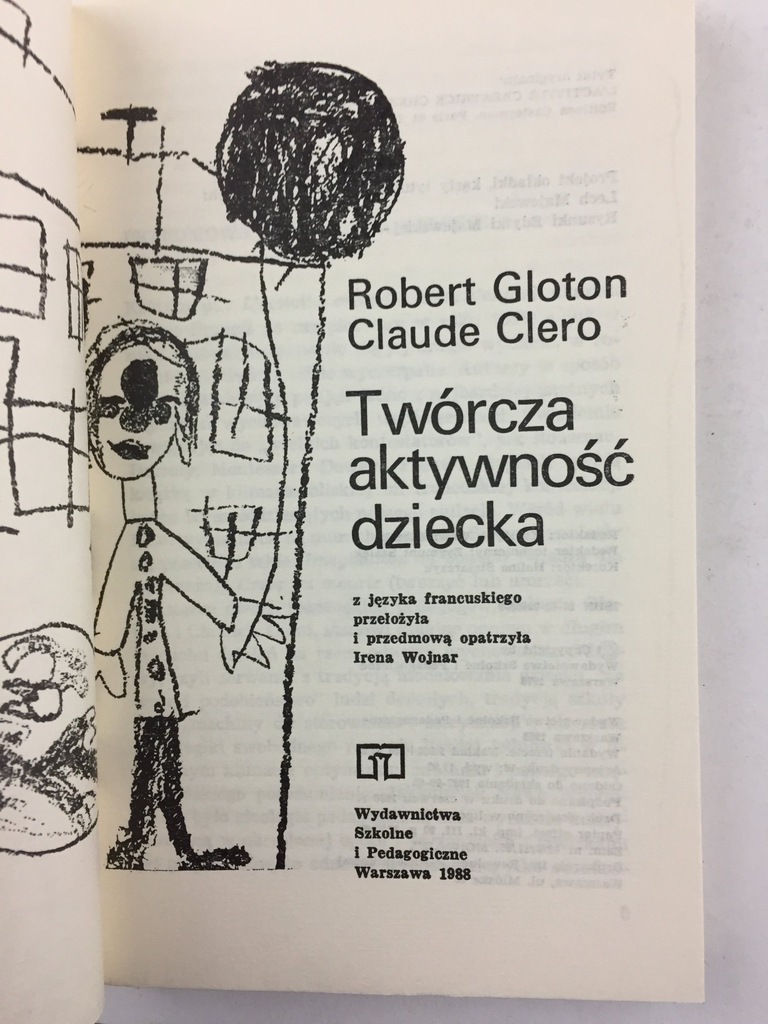 Robert Gloton
Claude Clero
Twórcza
aktywność
dziecka
z języka francuskiego
przełożyła
i przedmową opatrzyła
Irena Wojnar
Wydawnictwa
Szkolne
i Pedagogiczne
Warszawa 1988